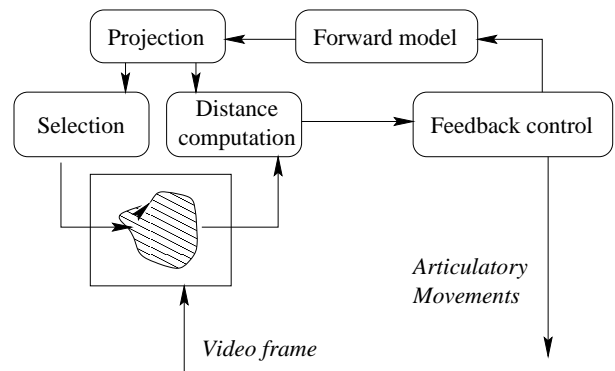 Projection
Forward model
Selection
Distance
computation
Feedback control
Articulatory
Movements
Video frame